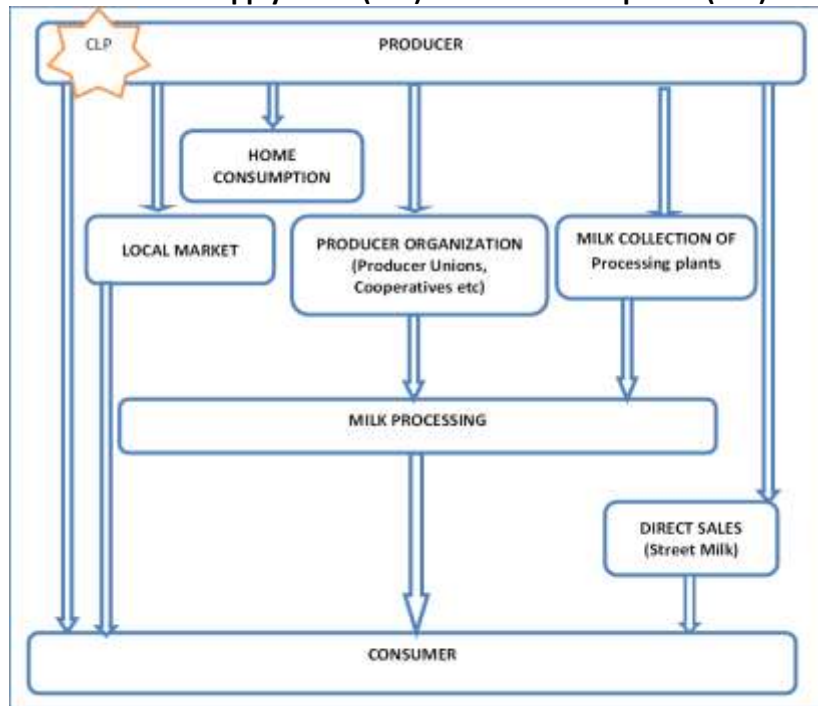 CLP
PRODUCER
HOME
CONSUMPTION
LOCAL MARKET
PRODUCER ORGANIZATION
(Producer Unions,
Cooperatives etc)
MILK COLLECTION OF
Processing plants
MILK PROCESSING
DIRECT SALES
(Street Milk)
CONSUMER